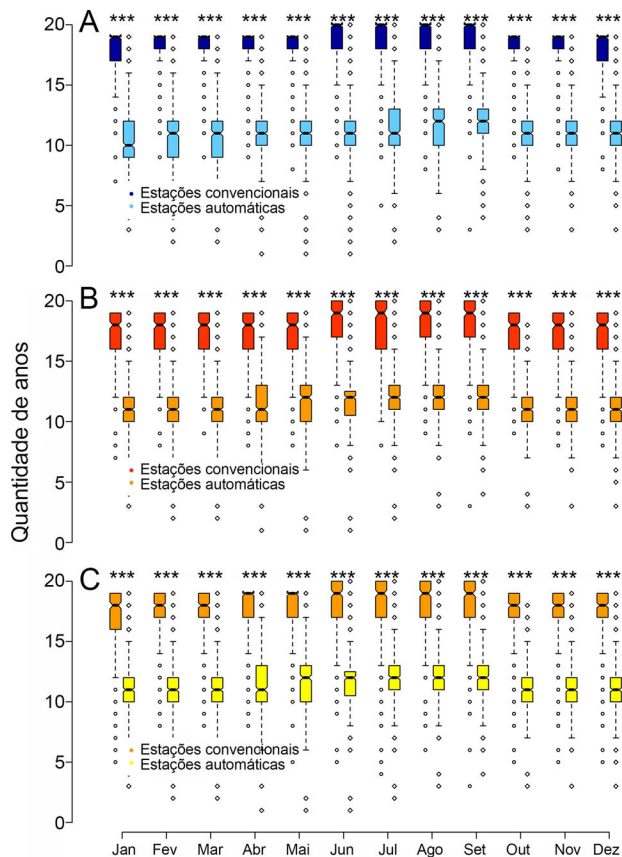 Quantidade de anos
A
*** *** *** *** *** *** *** *** *** *** *** ***
20
15
10
5
0
Estações convencionais
Estações automáticas
B
*** *** *** *** *** *** *** *** *** *** *** ***
20
15
10
5
0
Estações convencionais
Estações automáticas
C
*** *** *** *** *** *** *** *** *** *** *** ***
20
15
10
5
0
Estações convencionais
Estações automáticas
Jan Fev Mar Abr Mai Jun Jul Ago Set Out Nov Dez